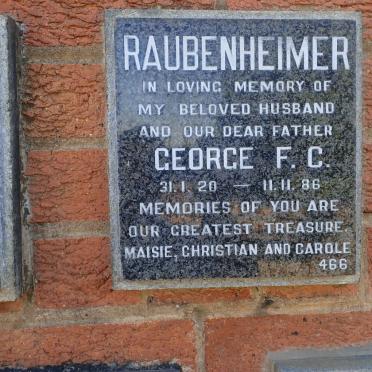 RAUBENHEIMER
IN LOVING MEMORY OF
MY BELOVED HUSBAND
AND OUR DEAR FATHER
GEORGE F. C.
31.1.20 — 11.11.86
MEMORIES OF YOU ARE
OUR GREATEST TREASURE.
MAISIE, CHRISTIAN AND CAROLE
466